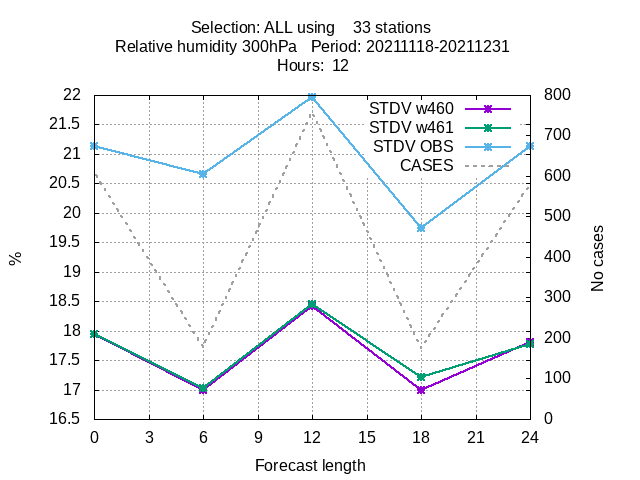 Selection: ALL using    33 stations
Relative humidity 300hPa   Period: 20211118-20211231
Hours:  12
STDV w460
STDV w461
STDV OBS
CASES
22
21.5
21
20.5
20
19.5
19
18.5
18
17.5
17
16.5
%
800
700
600
500
400
300
200
100
0
No cases
0 3 6 9 12 15 18 21 24
Forecast length